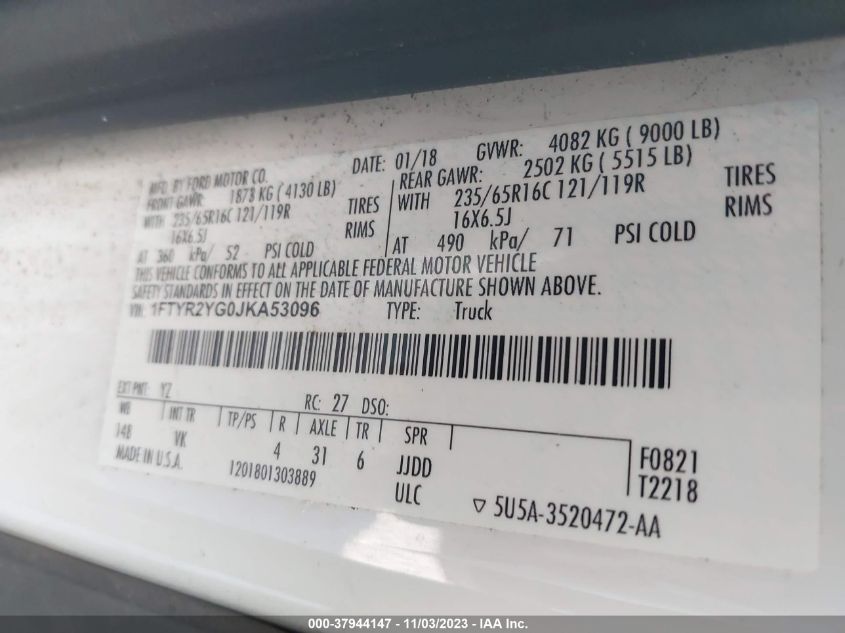 MFD. BY FORD MOTOR CO.
DATE: 01/18 GVWR: 4082 KG ( 9000 LB)
FRONT GAWR: 1873 KG ( 4130 LB)
REAR GAWR: 2502 KG ( 5515 LB)
WITH 235/65R16C 121/119R TIRES
WITH 235/65R16C 121/119R TIRES
16X6.5J RIMS
16X6.5J RIMS
AT 360 kPa/ 52 PSI COLD
AT 490 kPa/ 71 PSI COLD
THIS VEHICLE CONFORMS TO ALL APPLICABLE FEDERAL MOTOR VEHICLE
SAFETY STANDARDS IN EFFECT ON THE DATE OF MANUFACTURE SHOWN ABOVE.
VIN: 1FTYR2YG0JKA53096 TYPE: Truck
EXT PNT: YZ RC: 27 DSO:
WB INT TR TP/PS R AXLE TR SPR
148 VK 4 31 6 JJDD F0821
MADE IN U.S.A. 1201801303889 ULC T2218
▽ 5U5A-3520472-AA
000-37944147 - 11/03/2023 - IAA Inc.